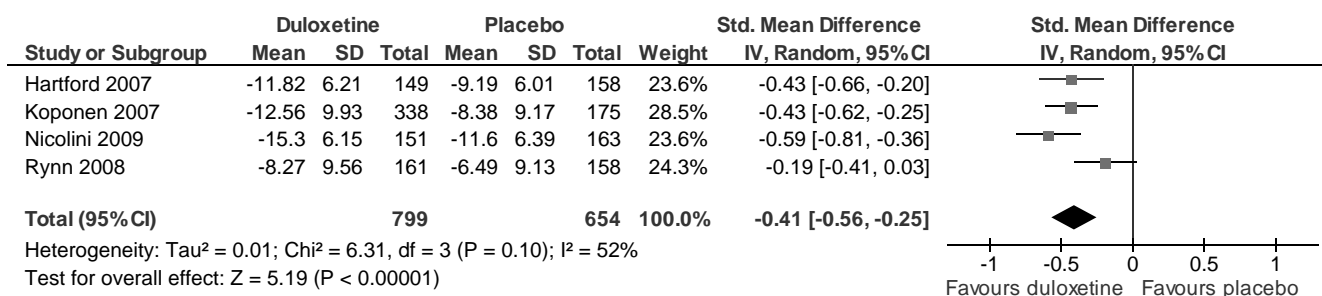 Duloxetine Placebo Std. Mean Difference Std. Mean Difference
Study or Subgroup Mean SD Total Mean SD Total Weight IV, Random, 95% CI IV, Random, 95% CI
Hartford 2007 -11.82 6.21 149 -9.19 6.01 158 23.6% -0.43 [-0.66, -0.20]
Koponen 2007 -12.56 9.93 338 -8.38 9.17 175 28.5% -0.43 [-0.62, -0.25]
Nicolini 2009 -15.3 6.15 151 -11.6 6.39 163 23.6% -0.59 [-0.81, -0.36]
Rynn 2008 -8.27 9.56 161 -6.49 9.13 158 24.3% -0.19 [-0.41, 0.03]
Total (95% CI) 799 654 100.0% -0.41 [-0.56, -0.25]
Heterogeneity: Tau² = 0.01; Chi² = 6.31, df = 3 (P = 0.10); I² = 52%
Test for overall effect: Z = 5.19 (P < 0.00001)
-1 -0.5 0 0.5 1
Favours duloxetine Favours placebo